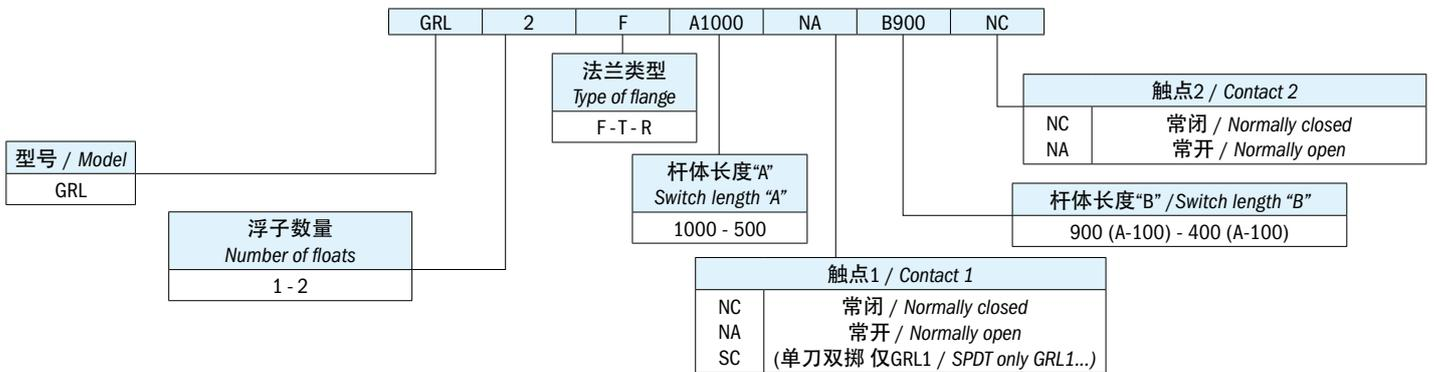 GRL 2 F A1000 NA B900 NC
法兰类型
Type of flange
F - T - R
触点2 / Contact 2
NC 常闭 / Normally closed
NA 常开 / Normally open
型号 / Model
GRL
杆体长度“A”
Switch length “A”
1000 - 500
杆体长度“B” /Switch length “B”
900 (A-100) - 400 (A-100)
浮子数量
Number of floats
1 - 2
触点1 / Contact 1
NC 常闭 / Normally closed
NA 常开 / Normally open
SC (单刀双掷 仅GRL1 / SPDT only GRL1...)